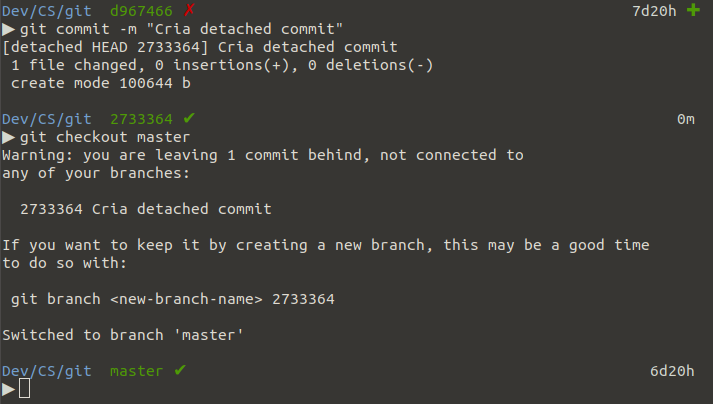 Dev/CS/git d967466 ✗ 7d20h ✚
▶ git commit -m "Cria detached commit"
[detached HEAD 2733364] Cria detached commit
1 file changed, 0 insertions(+), 0 deletions(-)
create mode 100644 b
Dev/CS/git 2733364 ✔ 0m
▶ git checkout master
Warning: you are leaving 1 commit behind, not connected to
any of your branches:
2733364 Cria detached commit
If you want to keep it by creating a new branch, this may be a good time
to do so with:
git branch <new-branch-name> 2733364
Switched to branch 'master'
Dev/CS/git master ✔ 6d20h
▶